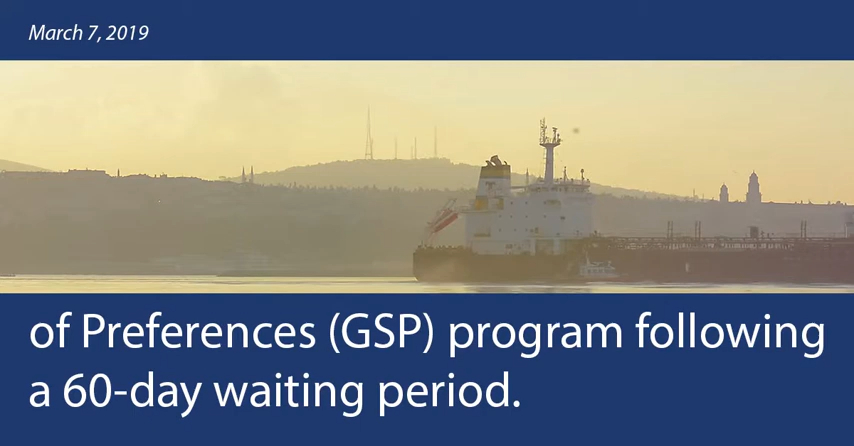 March 7, 2019
of Preferences (GSP) program following
a 60-day waiting period.